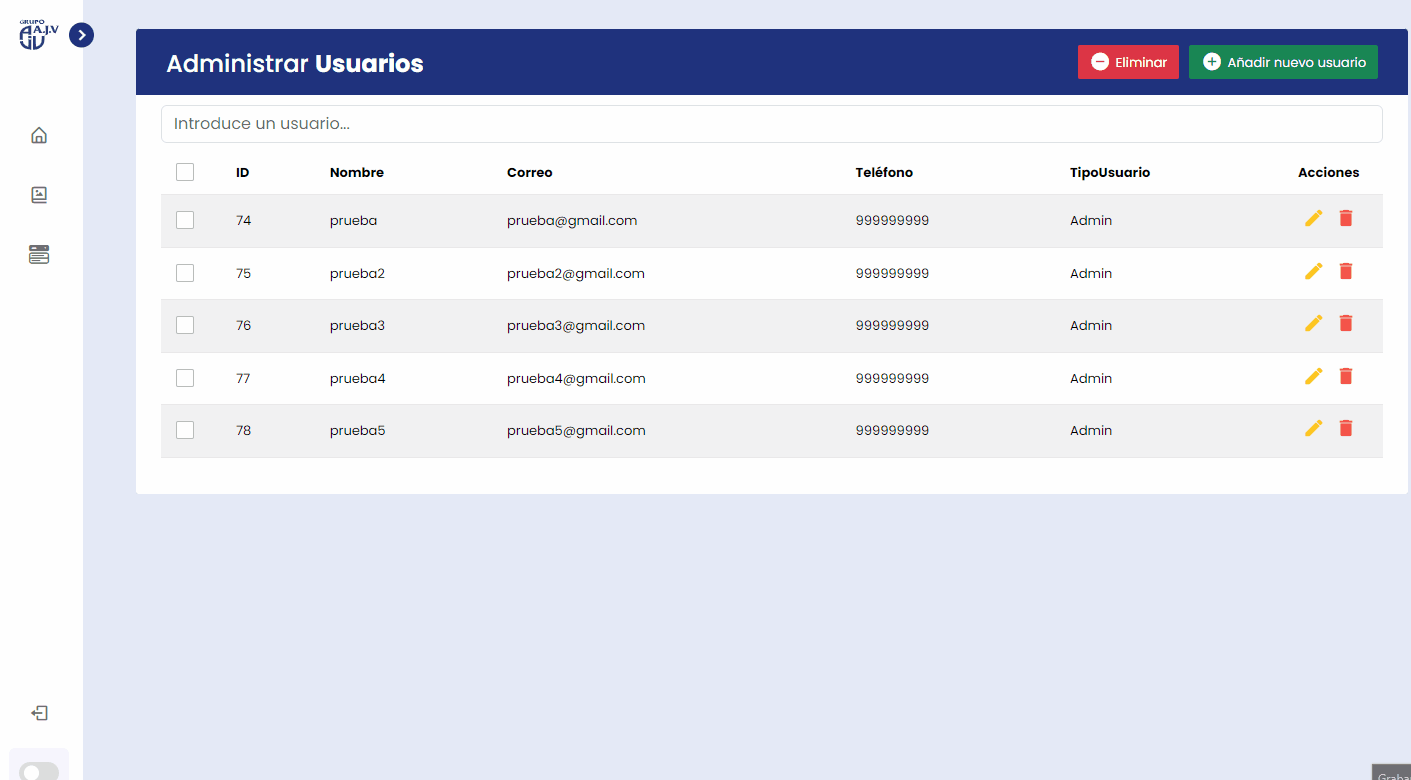 GRUPO
A.J.V
Administrar Usuarios
Eliminar
Añadir nuevo usuario
Introduce un usuario...
ID Nombre Correo Teléfono TipoUsuario Acciones
74 prueba prueba@gmail.com 999999999 Admin
75 prueba2 prueba2@gmail.com 999999999 Admin
76 prueba3 prueba3@gmail.com 999999999 Admin
77 prueba4 prueba4@gmail.com 999999999 Admin
78 prueba5 prueba5@gmail.com 999999999 Admin